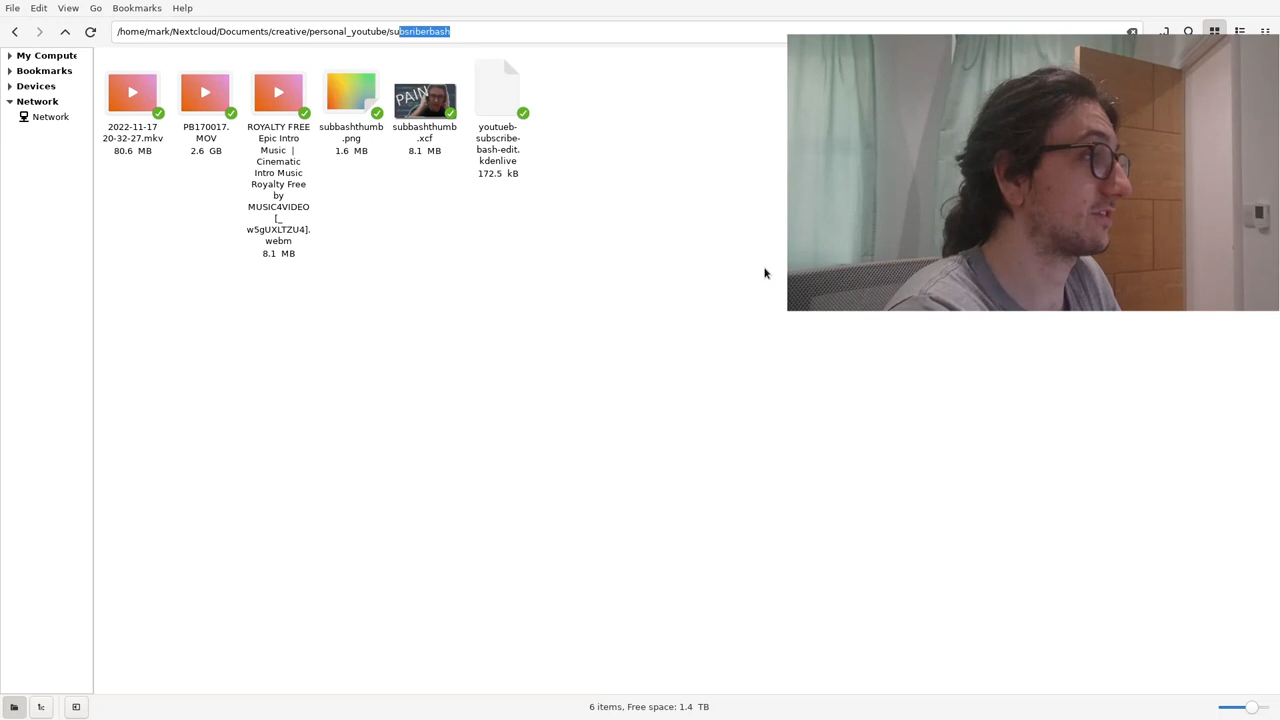 File Edit View Go Bookmarks Help
/home/mark/Nextcloud/Documents/creative/personal_youtube/subsriberbash
My Compute
Bookmarks
Devices
Network
Network
2022-11-17
20-32-27.mkv
80.6 MB
PB170017.
MOV
2.6 GB
ROYALTY FREE
Epic Intro
Music |
Cinematic
Intro Music
Royalty Free
by
MUSIC4VIDEO
[_
w5gUXLTZU4].
webm
8.1 MB
subbashthumb
.png
1.6 MB
PAIN
subbashthumb
.xcf
8.1 MB
youtueb-
subscribe-
bash-edit.
kdenlive
172.5 kB
6 items, Free space: 1.4 TB